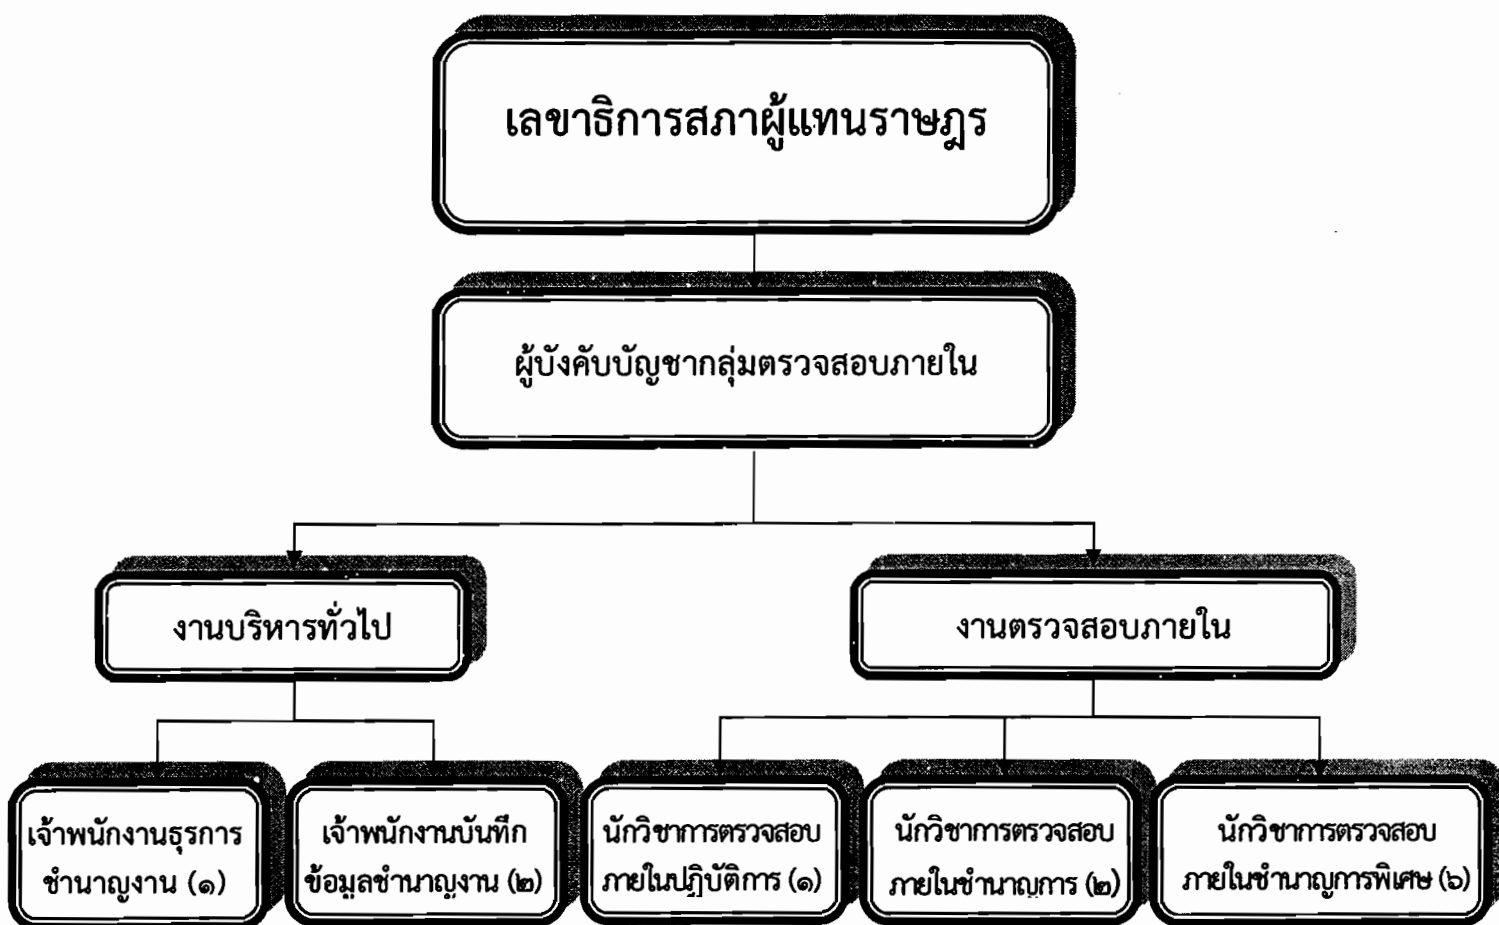 เลขาธิการสภาผู้แทนราษฎร
ผู้บังคับบัญชากลุ่มตรวจสอบภายใน
งานบริหารทั่วไป
งานตรวจสอบภายใน
เจ้าพนักงานธุรการ
ชำนาญงาน (๑)
เจ้าพนักงานบันทึก
ข้อมูลชำนาญงาน (๒)
นักวิชาการตรวจสอบ
ภายในปฏิบัติการ (๑)
นักวิชาการตรวจสอบ
ภายในชำนาญการ (๒)
นักวิชาการตรวจสอบ
ภายในชำนาญการพิเศษ (๖)